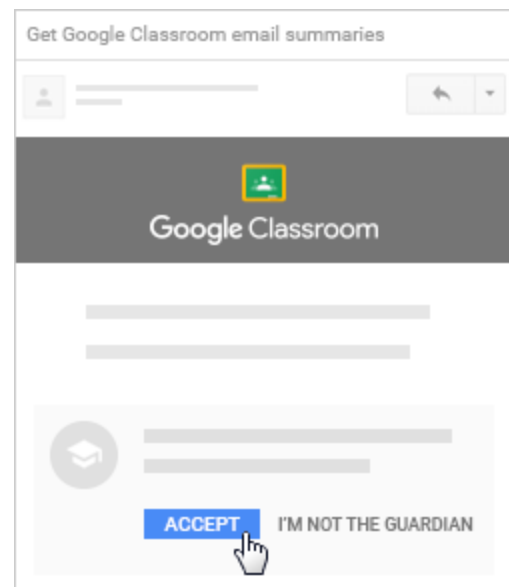 Get Google Classroom email summaries
Google Classroom
ACCEPT I'M NOT THE GUARDIAN